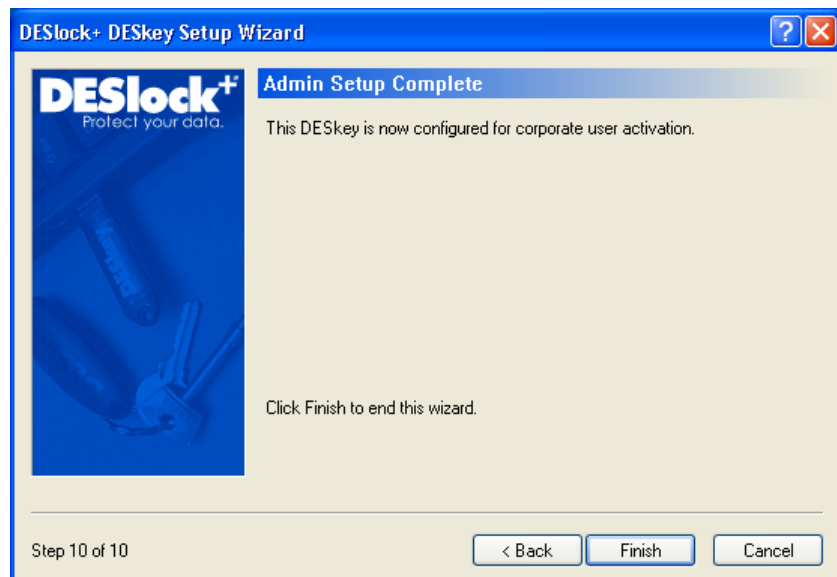 DESlock+ DESkey Setup Wizard
DESlock+
Protect your data.
DESkey
Admin Setup Complete
This DESkey is now configured for corporate user activation.
Click Finish to end this wizard.
Step 10 of 10
< Back
Finish
Cancel